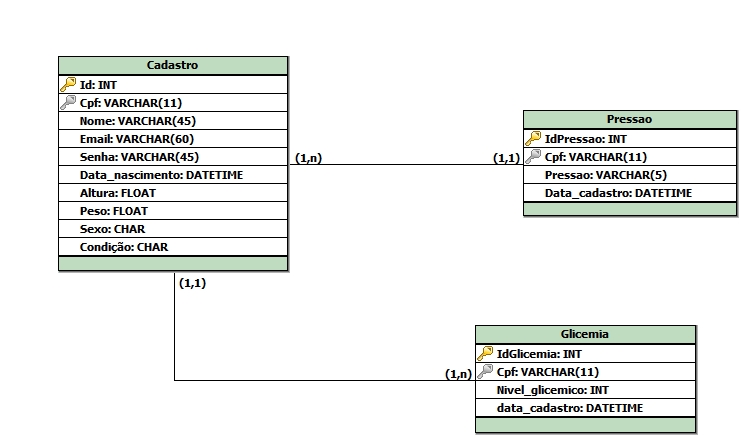 Cadastro
Id: INT
Cpf: VARCHAR(11)
Nome: VARCHAR(45)
Email: VARCHAR(60)
Senha: VARCHAR(45)
Data_nascimento: DATETIME
Altura: FLOAT
Peso: FLOAT
Sexo: CHAR
Condição: CHAR
(1,n)
(1,1)
Pressao
IdPressao: INT
Cpf: VARCHAR(11)
Pressao: VARCHAR(5)
Data_cadastro: DATETIME
(1,1)
(1,n)
Glicemia
IdGlicemia: INT
Cpf: VARCHAR(11)
Nivel_glicemico: INT
data_cadastro: DATETIME